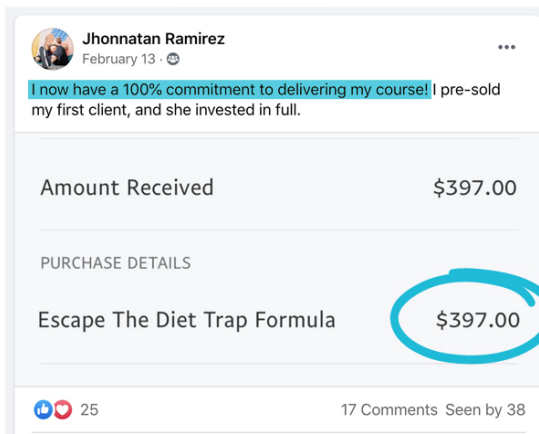 Jhonnatan Ramirez
February 13 ·
I now have a 100% commitment to delivering my course! I pre-sold
my first client, and she invested in full.
Amount Received $397.00
PURCHASE DETAILS
Escape The Diet Trap Formula $397.00
25 17 Comments Seen by 38